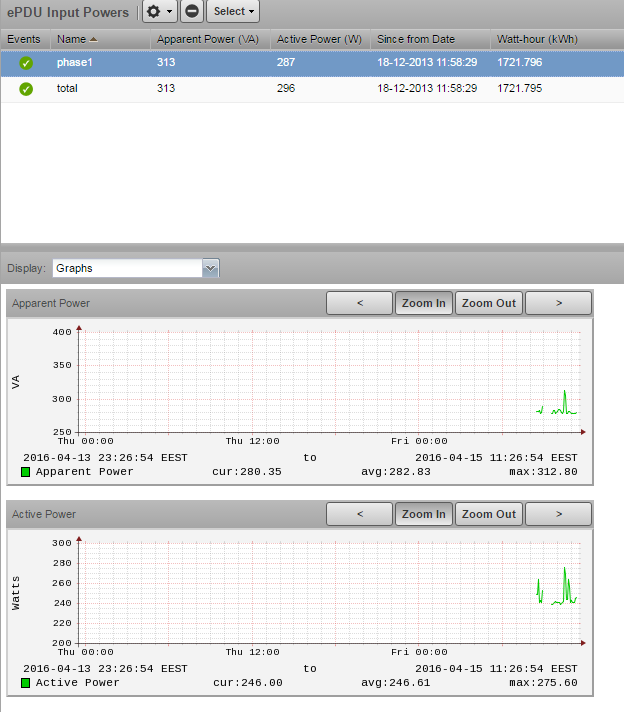 ePDU Input Powers Select
Events Name Apparent Power (VA) Active Power (W) Since from Date Watt-hour (kWh)
phase1 313 287 18-12-2013 11:58:29 1721.796
total 313 296 18-12-2013 11:58:29 1721.795
Display: Graphs
Apparent Power < Zoom In Zoom Out >
400
350
VA
300
250
Thu 00:00 Thu 12:00 Fri 00:00
2016-04-13 23:26:54 EEST to 2016-04-15 11:26:54 EEST
Apparent Power cur:280.35 avg:282.83 max:312.80
Active Power < Zoom In Zoom Out >
300
280
260
Watts
240
220
200
Thu 00:00 Thu 12:00 Fri 00:00
2016-04-13 23:26:54 EEST to 2016-04-15 11:26:54 EEST
Active Power cur:246.00 avg:246.61 max:275.60